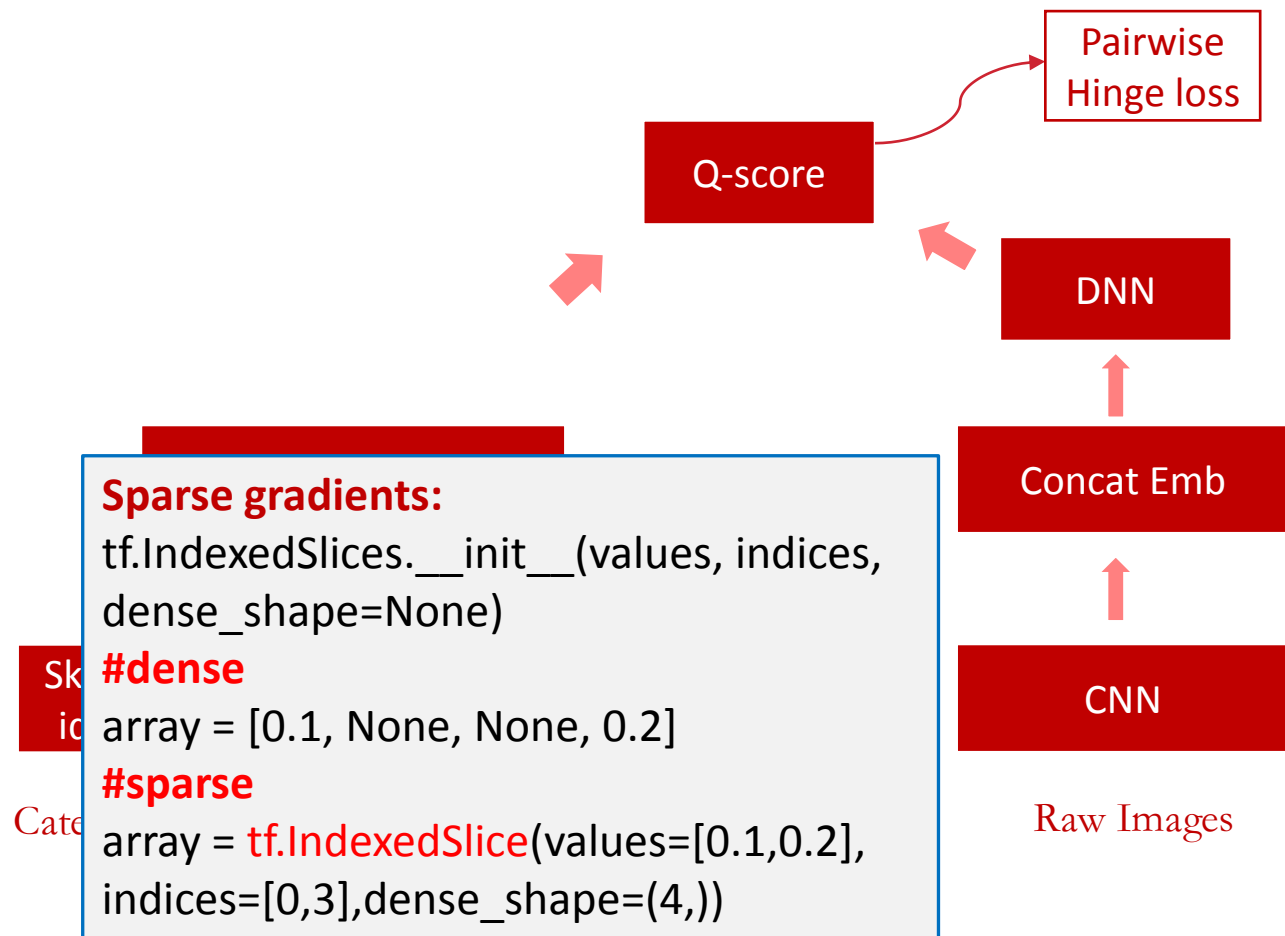 Pairwise
Hinge loss
Q-score
DNN
Concat Emb
CNN
Raw Images
Sparse gradients:
tf.IndexedSlices.__init__(values, indices,
dense_shape=None)
#dense
array = [0.1, None, None, 0.2]
#sparse
array = tf.IndexedSlice(values=[0.1,0.2],
indices=[0,3],dense_shape=(4,))